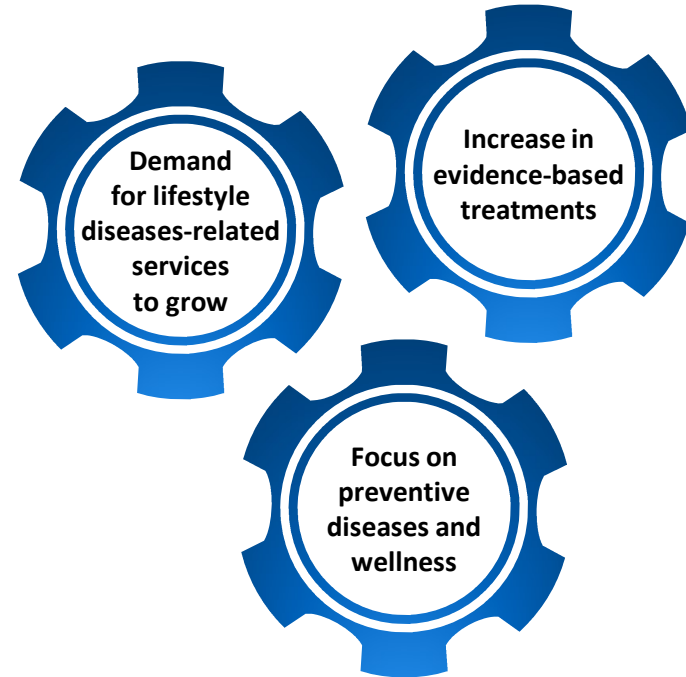 Demand
for lifestyle
diseases-related
services
to grow
Increase in
evidence-based
treatments
Focus on
preventive
diseases and
wellness